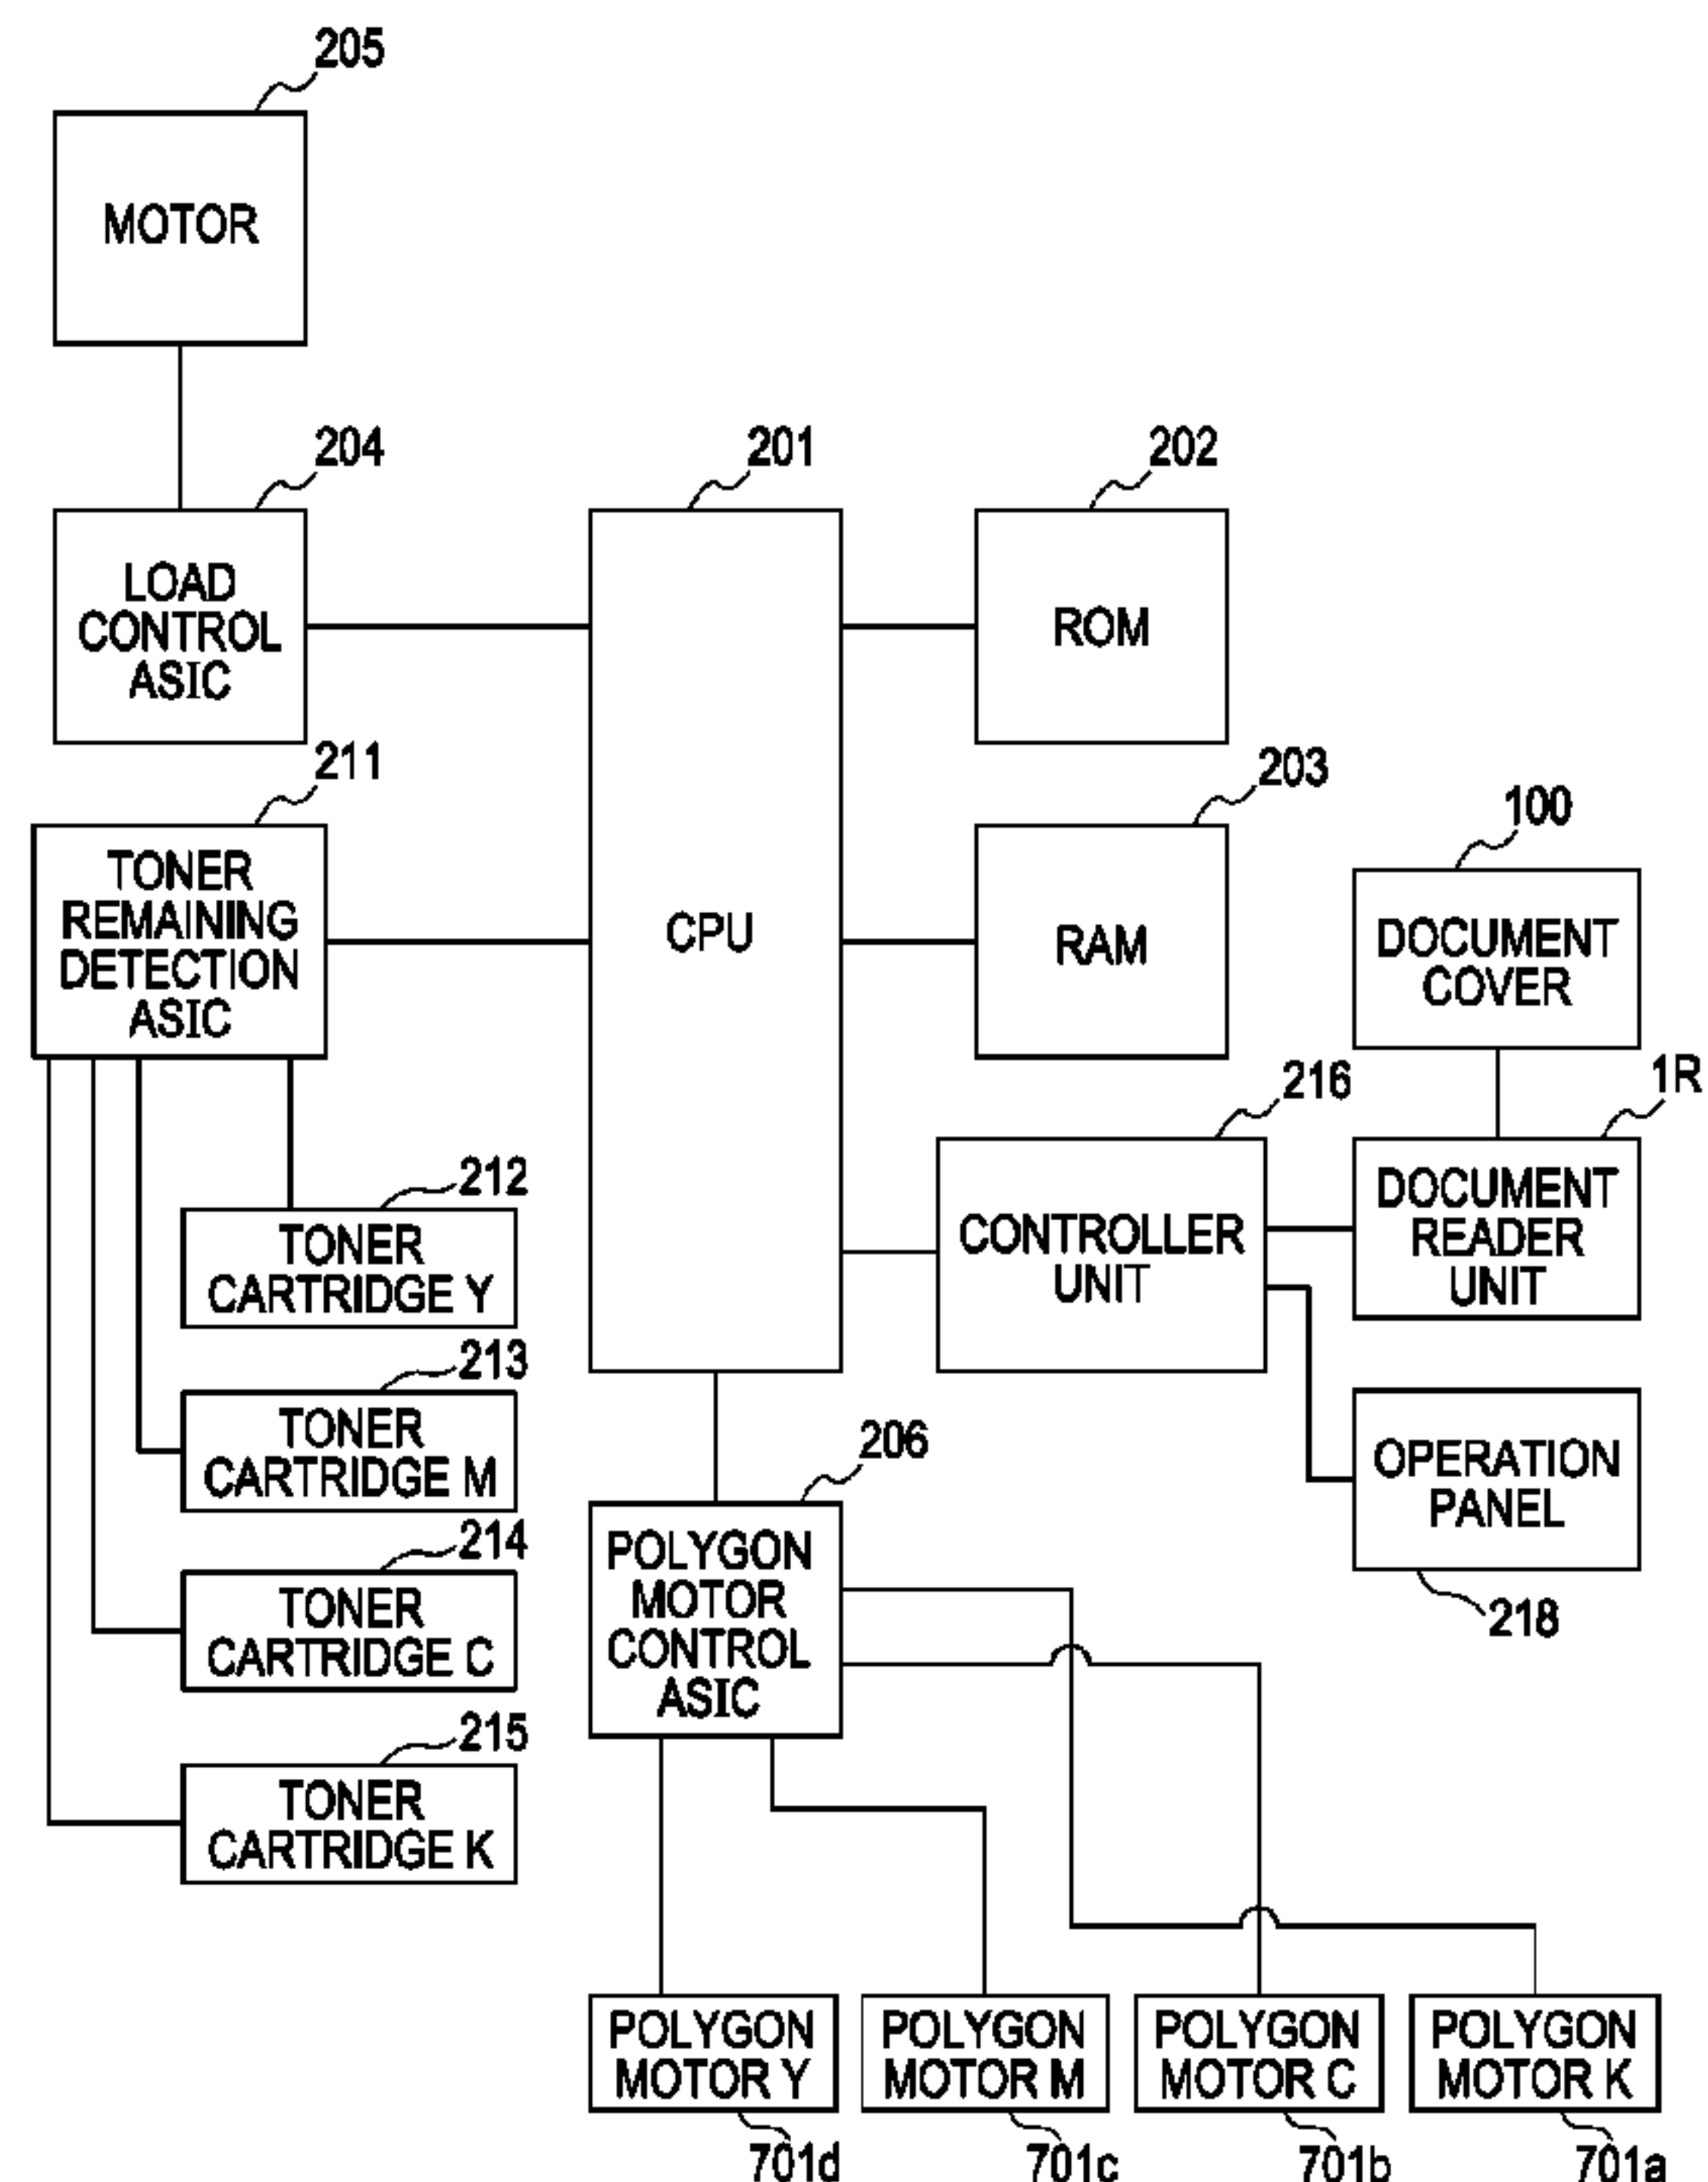 205
MOTOR
204
201
202
LOAD
CONTROL
ASIC
ROM
211
203
100
TONER
REMAINING
DETECTION
ASIC
CPU
RAM
DOCUMENT
COVER
216
1R
212
TONER
CARTRIDGE Y
CONTROLLER
UNIT
DOCUMENT
READER
UNIT
213
TONER
CARTRIDGE M
206
OPERATION
PANEL
218
214
TONER
CARTRIDGE C
POLYGON
MOTOR
CONTROL
ASIC
215
TONER
CARTRIDGE K
POLYGON
MOTOR Y
POLYGON
MOTOR M
POLYGON
MOTOR C
POLYGON
MOTOR K
701d
701c
701b
701a